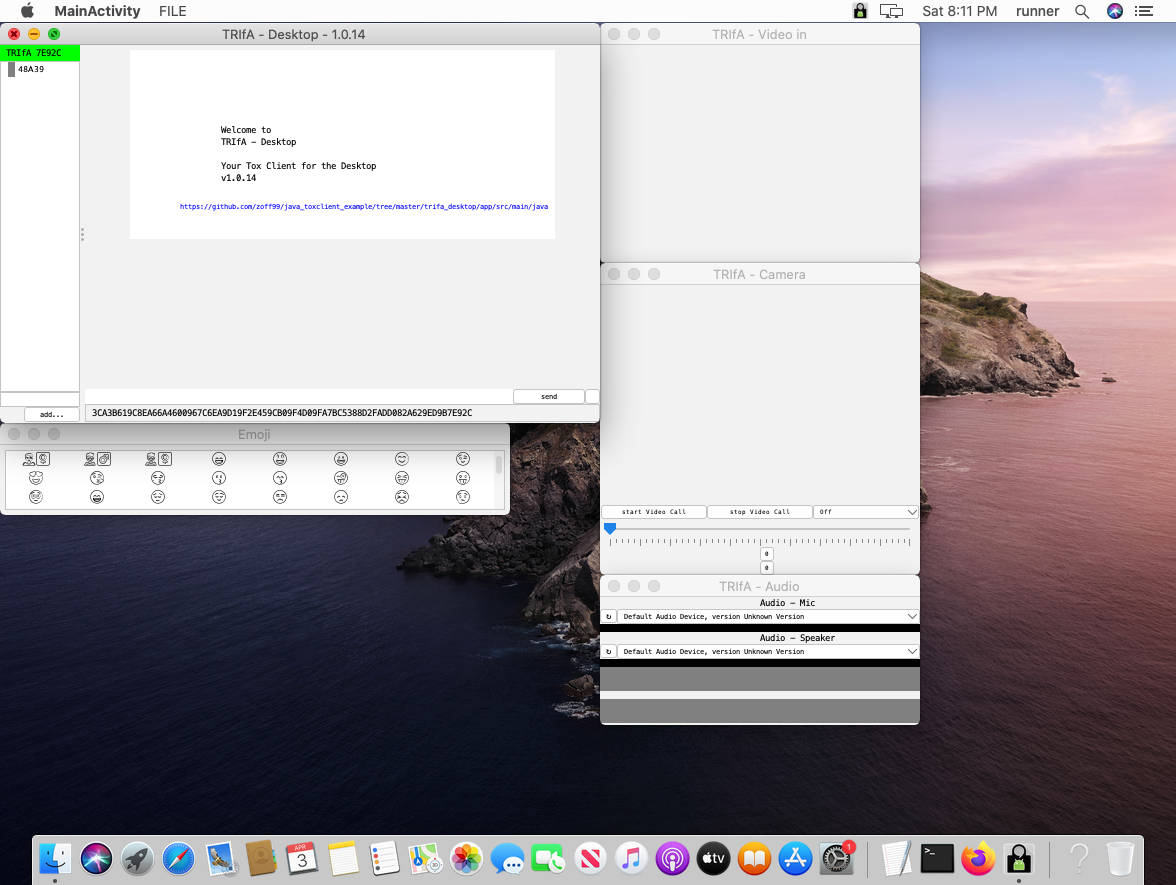 MainActivity FILE Sat 8:11 PM runner
TRIfA - Desktop - 1.0.14
TRIfA 7E92C
48A39
Welcome to
TRIfA - Desktop
Your Tox Client for the Desktop
v1.0.14
https://github.com/zoff99/java_toxclient_example/tree/master/trifa_desktop/app/src/main/java
send
add...
3CA3B619C8EA66A4600967C6EA9D19F2E459CB09F4D09FA7BC5388D2FADD082A629ED9B7E92C
Emoji
TRIfA - Video in
TRIfA - Camera
start Video Call stop Video Call Off
0
0
TRIfA - Audio
Audio - Mic
↻ Default Audio Device, version Unknown Version
Audio - Speaker
↻ Default Audio Device, version Unknown Version
APR
3
tv
1